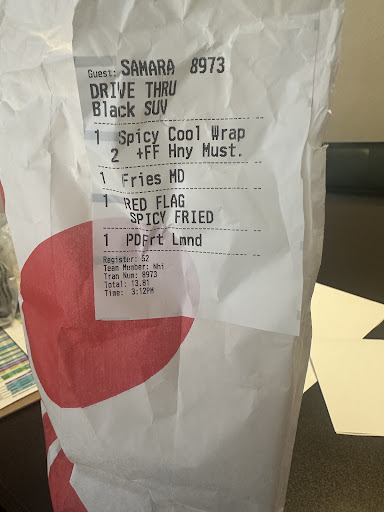 Guest: SAMARA 8973
DRIVE THRU
Black SUV
1 Spicy Cool Wrap
2 +FF Hny Must.
1 Fries MD
1 RED FLAG
SPICY FRIED
1 PDFrt Lmnd
Register: 52
Team Member: Nhi
Tran Num: 8973
Total: 13.81
Time: 3:12PM